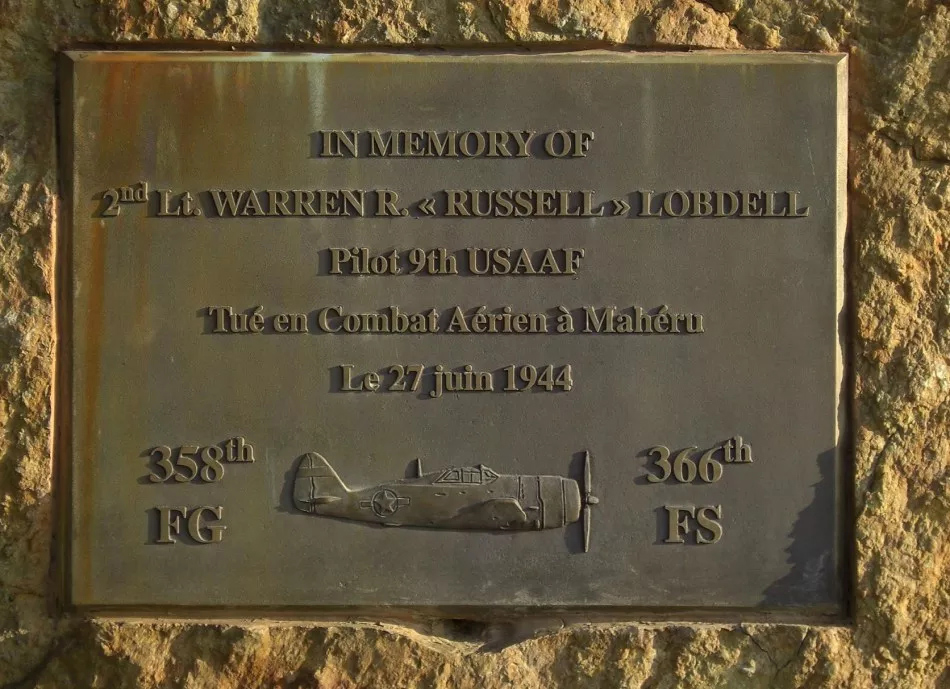 IN MEMORY OF
2nd Lt. WARREN R. « RUSSELL » LOBDELL
Pilot 9th USAAF
Tué en Combat Aérien à Mahéru
Le 27 juin 1944
358th
FG
366th
FS